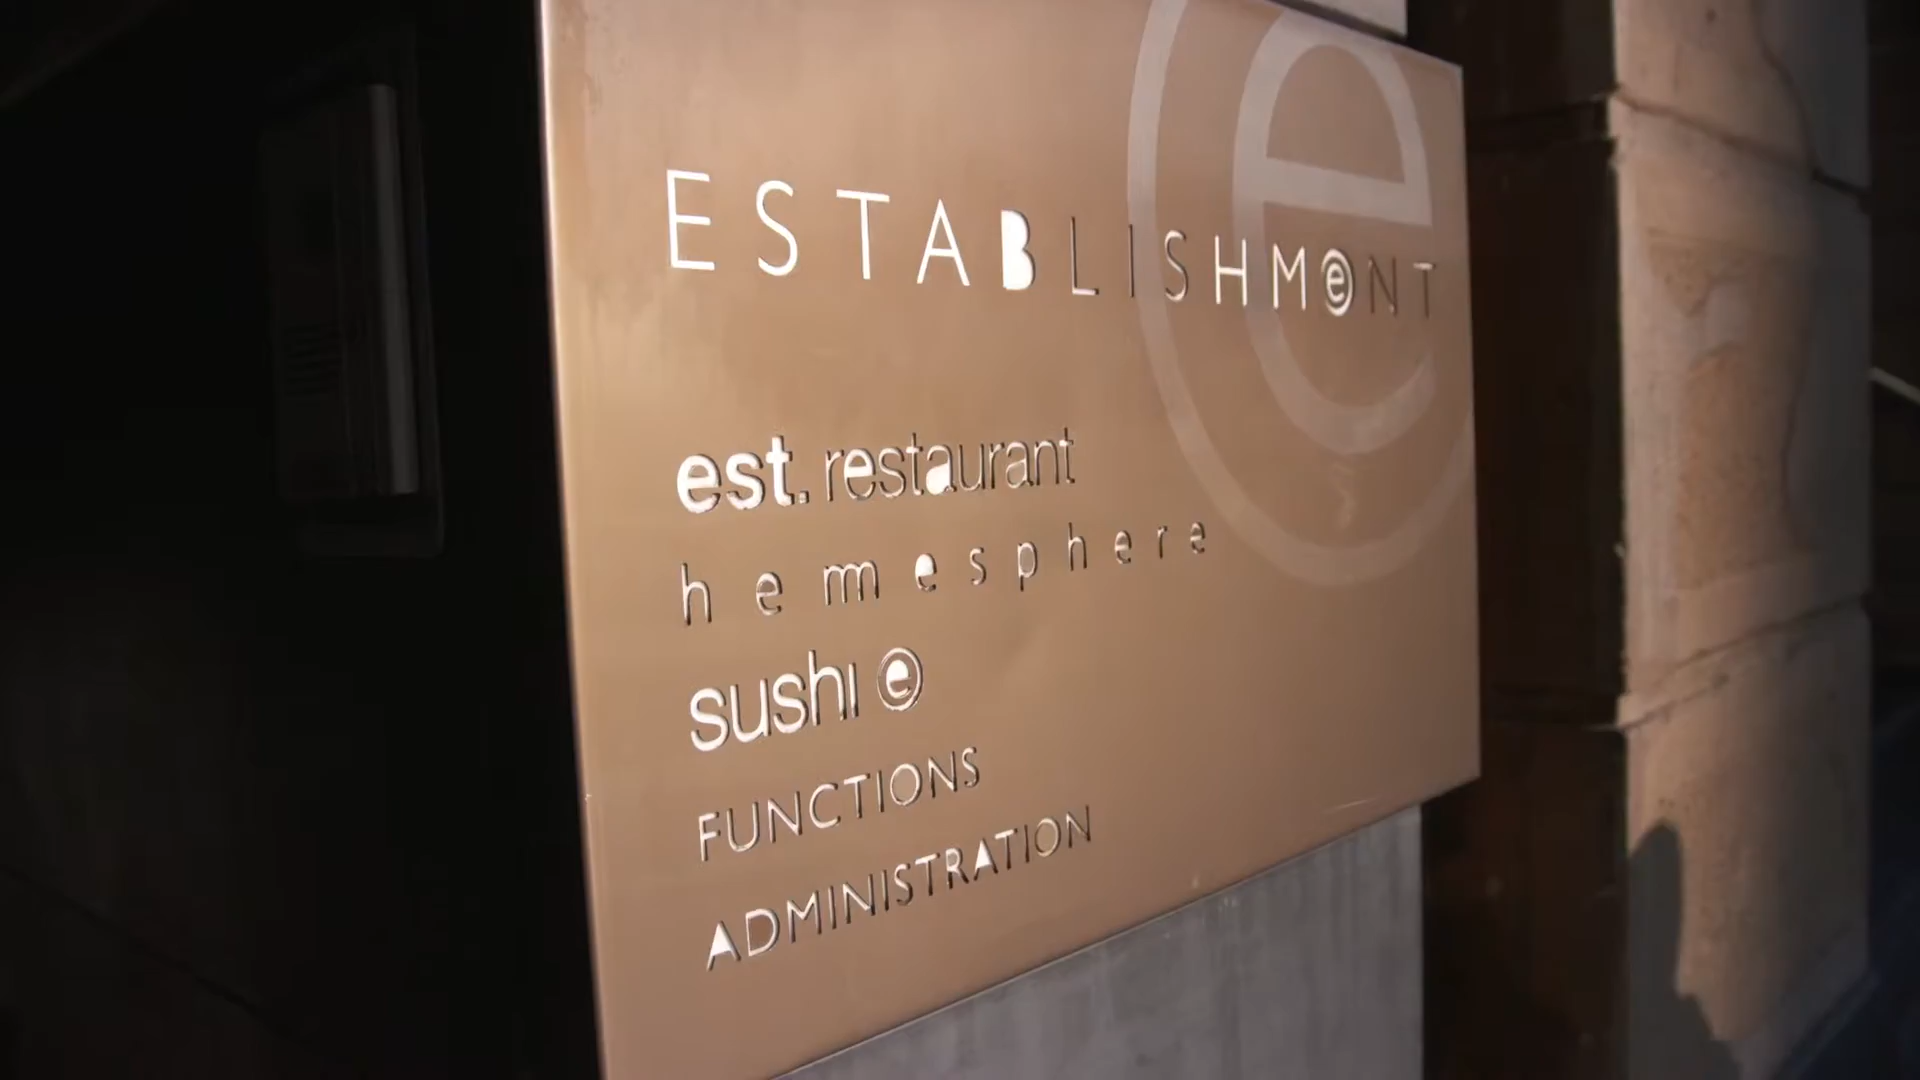 ESTABLISHMeNT
est. restaurant
hemesphere
sushi e
FUNCTIONS
ADMINISTRATION